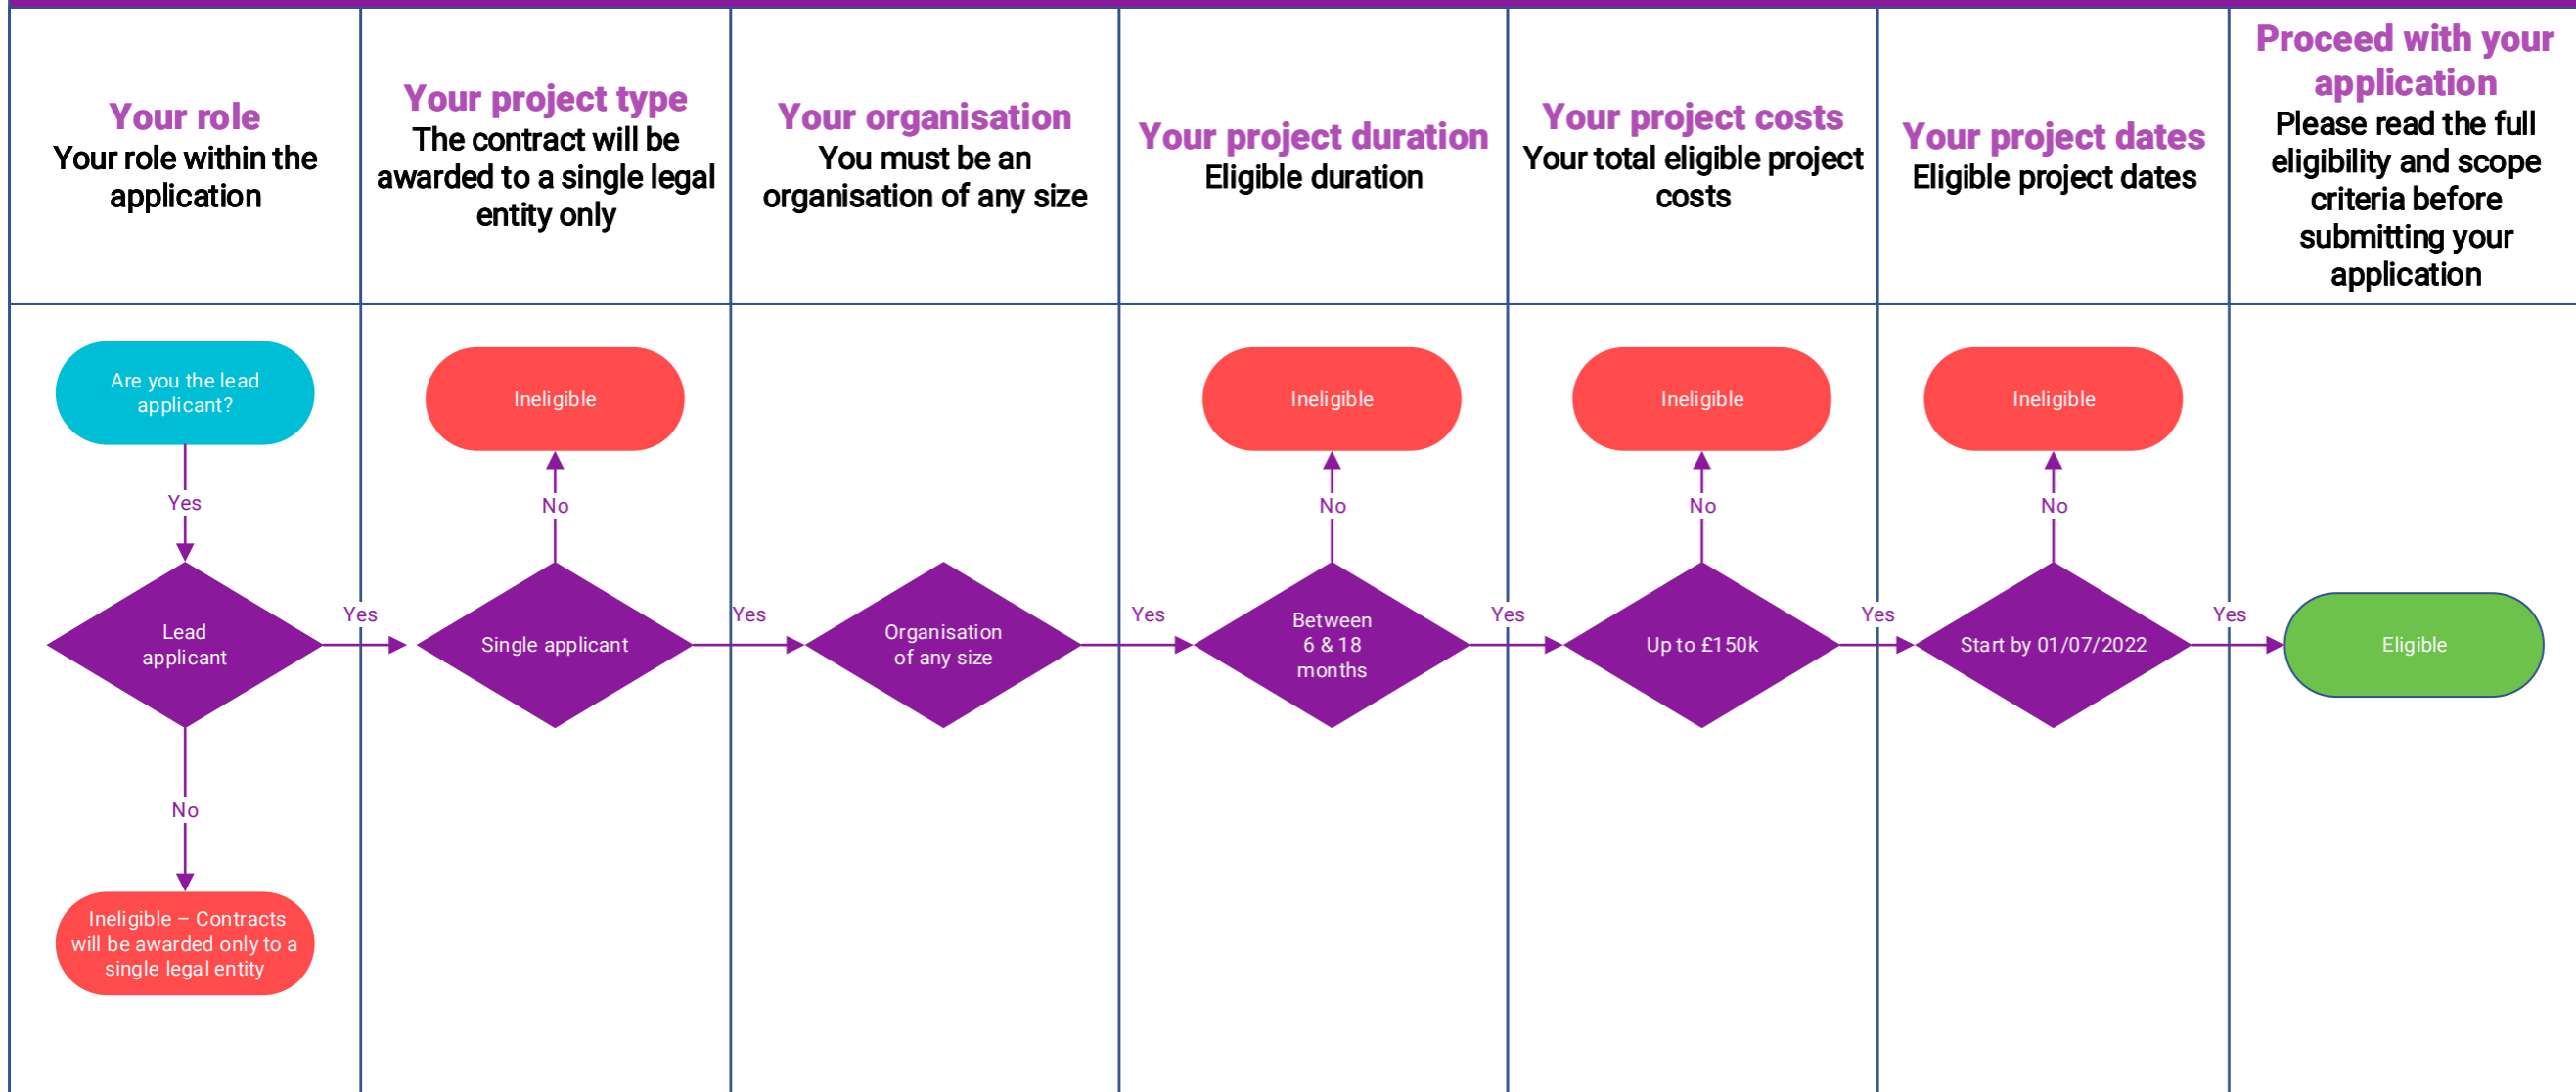 Your role
Your role within the
application
Your project type
The contract will be
awarded to a single legal
entity only
Your organisation
You must be an
organisation of any size
Your project duration
Eligible duration
Your project costs
Your total eligible project
costs
Your project dates
Eligible project dates
Proceed with your
application
Please read the full
eligibility and scope
criteria before
submitting your
application
Are you the lead
applicant?
Yes
Lead
applicant
Yes
No
Ineligible – Contracts
will be awarded only to a
single legal entity
Ineligible
No
Single applicant
Yes
Organisation
of any size
Yes
Ineligible
No
Between
6 & 18
months
Yes
Ineligible
No
Up to £150k
Yes
Ineligible
No
Start by 01/07/2022
Yes
Eligible